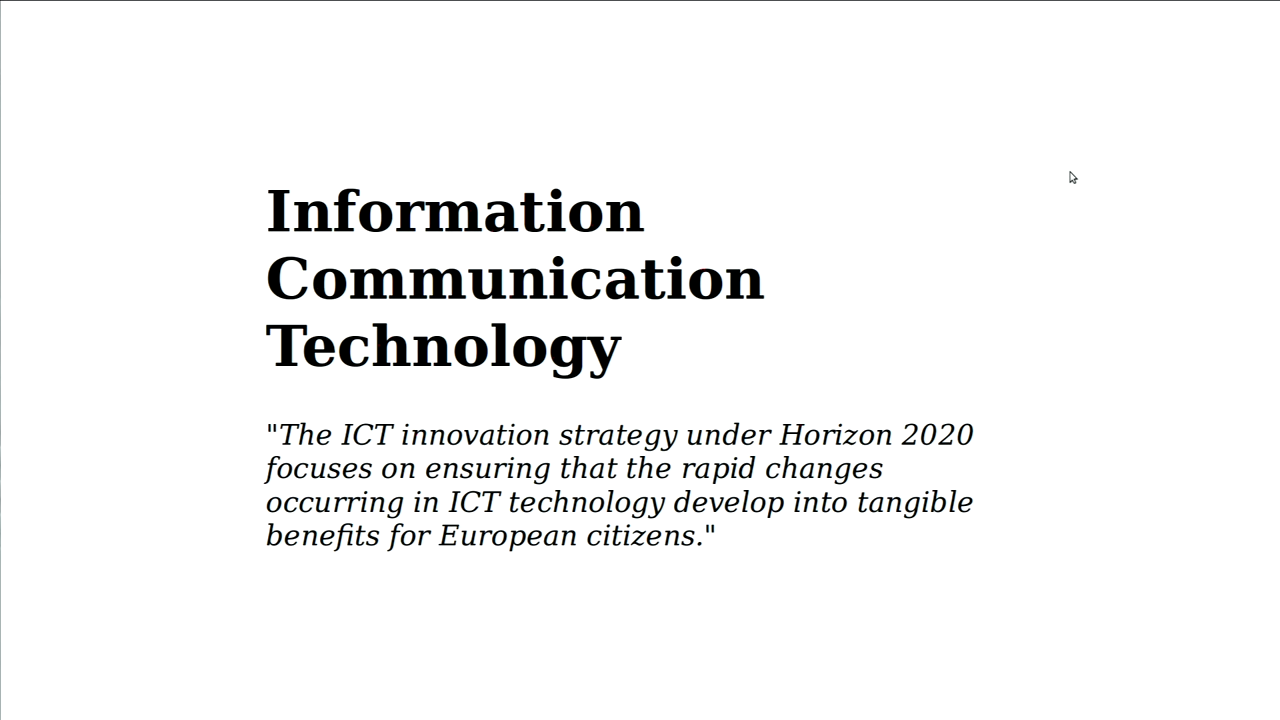 Information
Communication
Technology
"The ICT innovation strategy under Horizon 2020
focuses on ensuring that the rapid changes
occurring in ICT technology develop into tangible
benefits for European citizens."